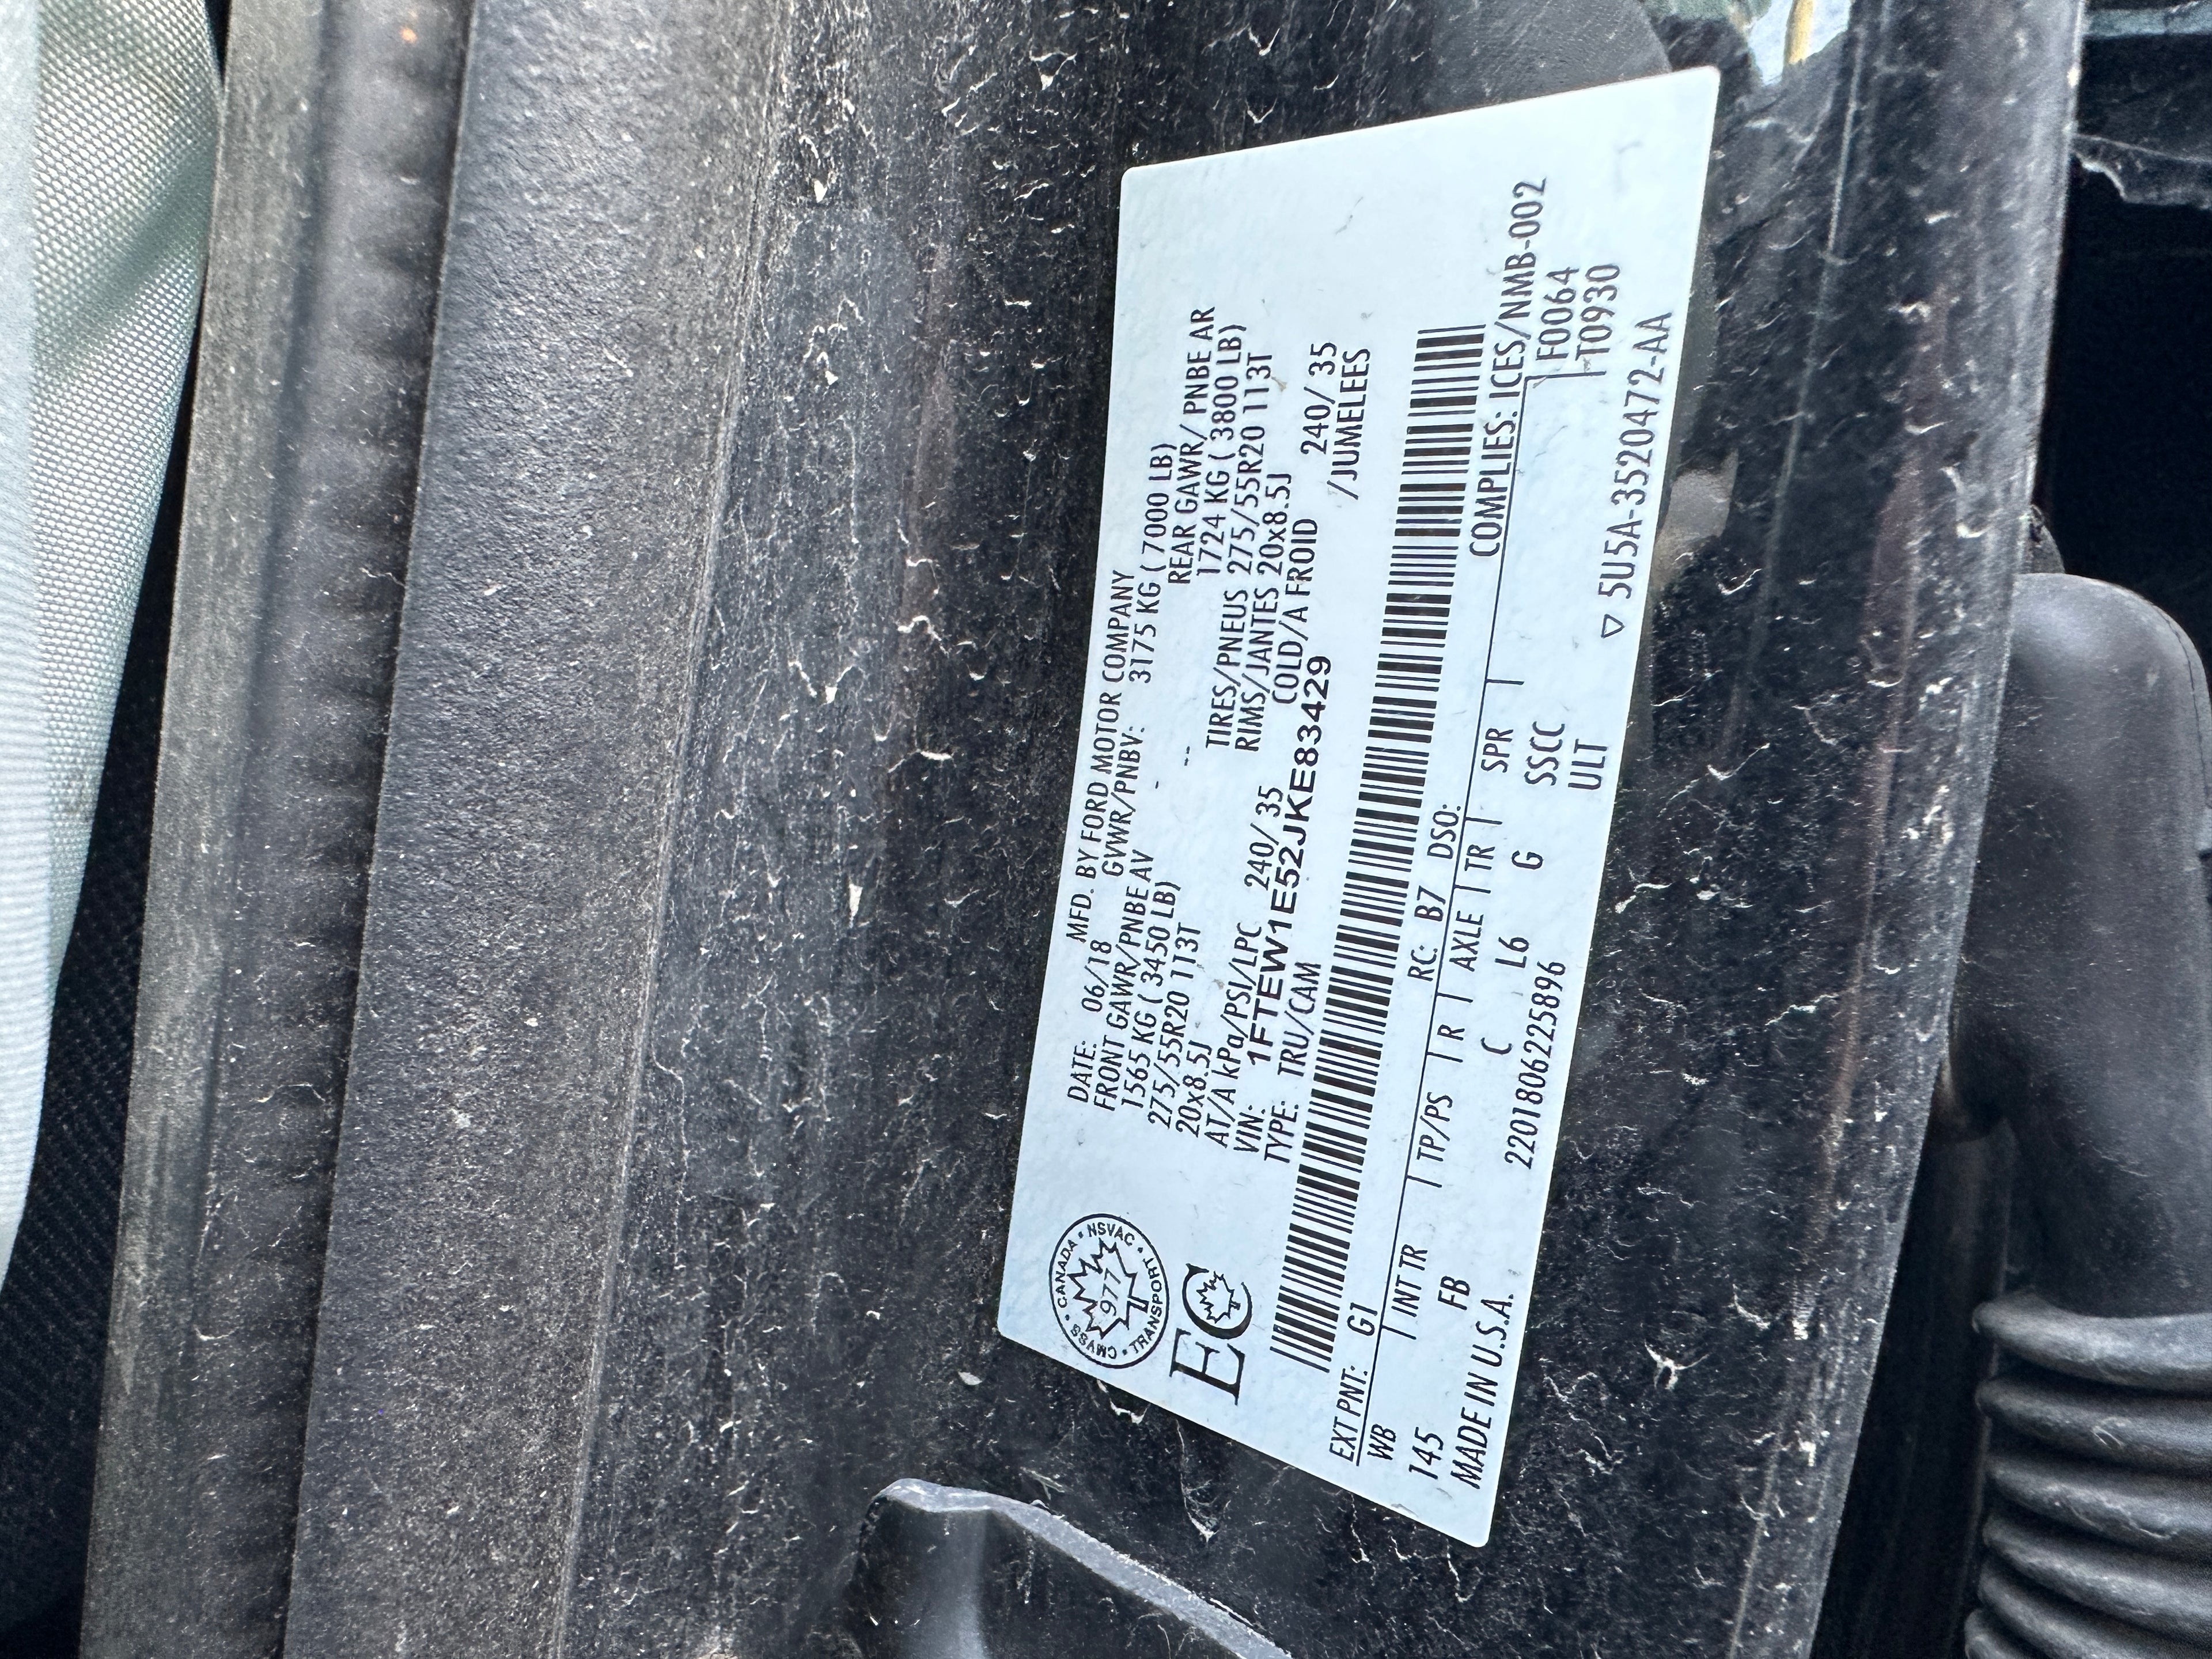 DATE: 06/18 MFD. BY FORD MOTOR COMPANY
FRONT GAWR/PNBE AV GVWR/PNBV: 3175 KG ( 7000 LB)
1565 KG ( 3450 LB) REAR GAWR/ PNBE AR
275/55R20 113T -- 1724 KG ( 3800 LB)
20x8.5J TIRES/PNEUS 275/55R20 113T
RIMS/JANTES 20x8.5J
AT/A kPa/PSI/LPC 240/ 35 COLD/A FROID 240/ 35
VIN: 1FTEW1E52JKE83429 /JUMELEES
TYPE: TRU/CAM
CANADA • NSVAC • TRANSPORT • CMVSS •
977
EC
EXT PNT: G1 RC: B7 DSO: COMPLIES: ICES/NMB-002
WB INT TR TP/PS R AXLE TR SPR F0064
145 FB C L6 G SSCC T0930
MADE IN U.S.A. 2201806225896 ULT
▽ 5U5A-3520472-AA